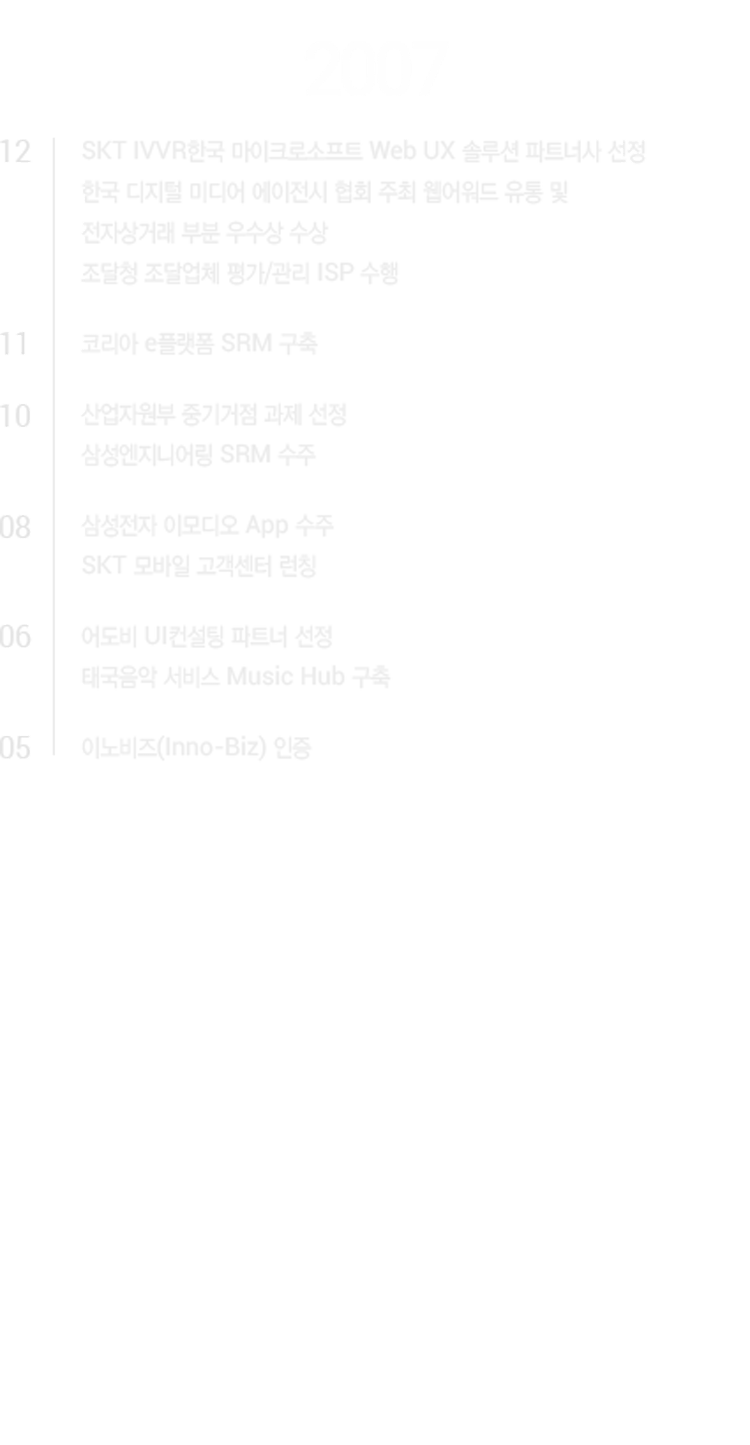 2007
12 SKT IVVR한국 마이크로소프트 Web UX 솔루션 파트너사 선정
한국 디지털 미디어 에이전시 협회 주최 웹어워드 유통 및
전자상거래 부분 우수상 수상
조달청 조달업체 평가/관리 ISP 수행
11 코리아 e플랫폼 SRM 구축
10 산업자원부 중기거점 과제 선정
삼성엔지니어링 SRM 수주
08 삼성전자 이모디오 App 수주
SKT 모바일 고객센터 런칭
06 어도비 UI컨설팅 파트너 선정
태국음악 서비스 Music Hub 구축
05 이노비즈(Inno-Biz) 인증